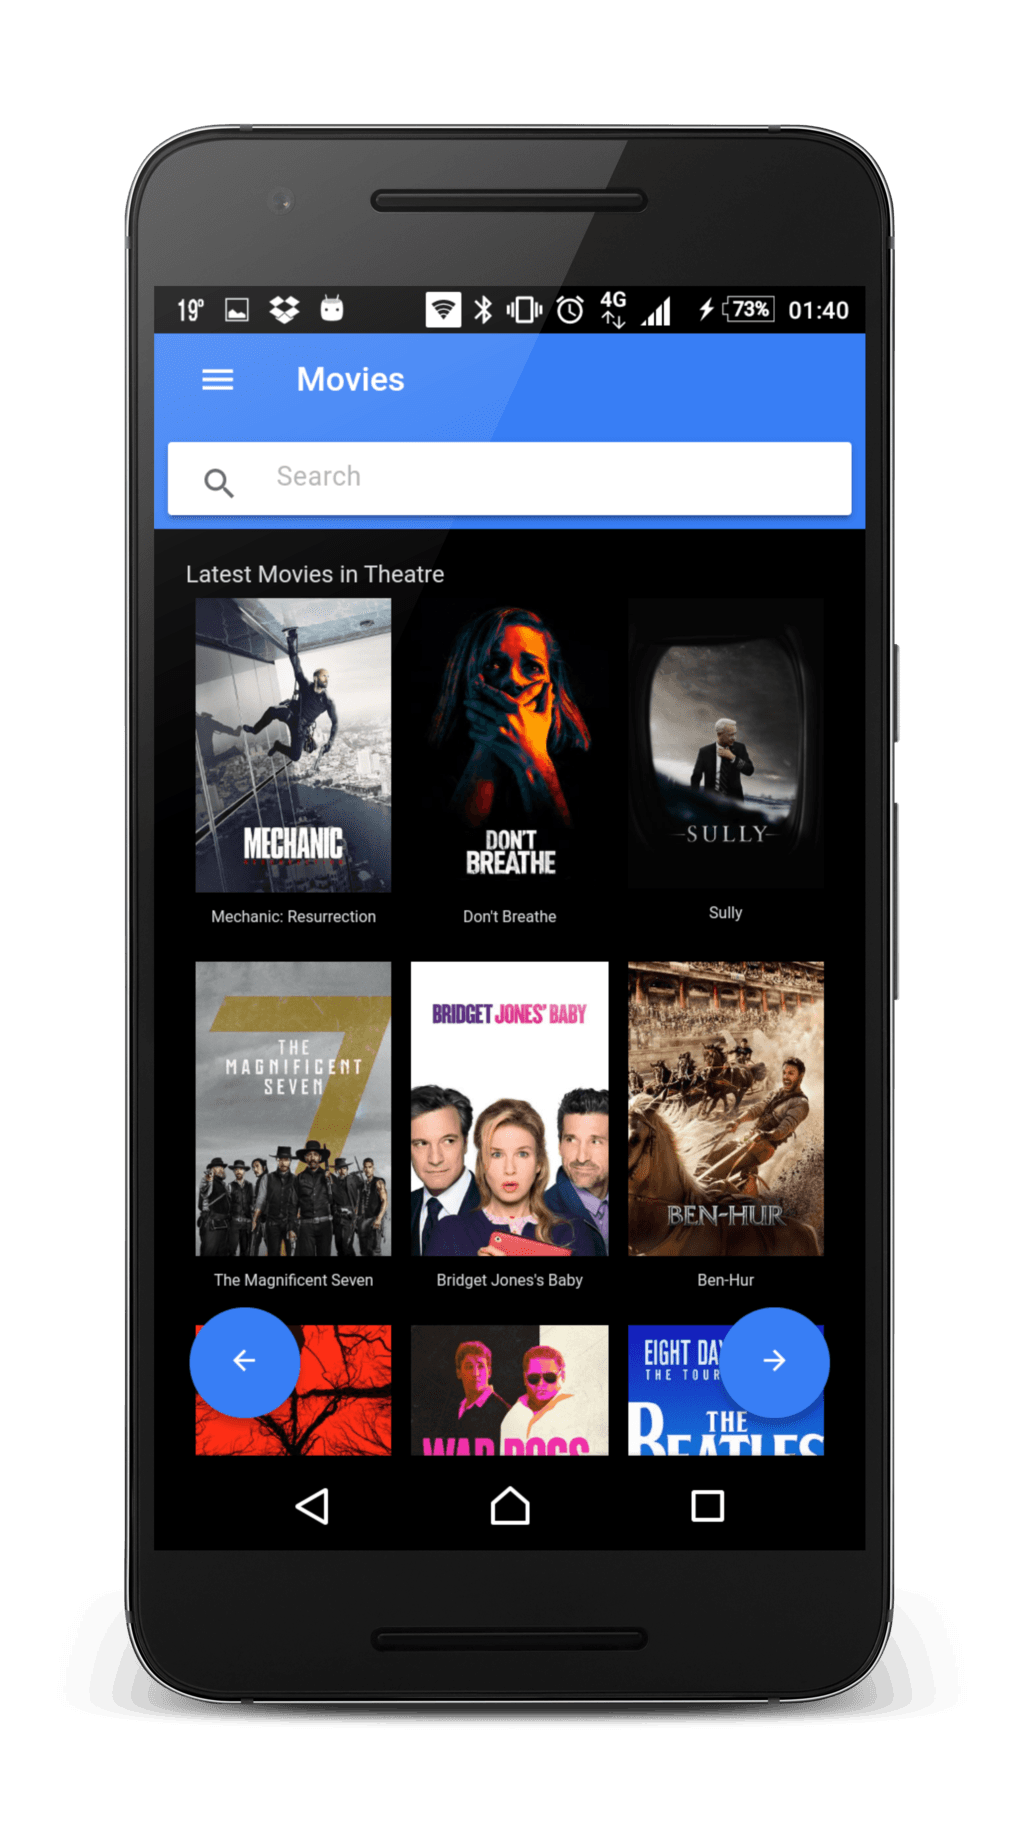 19° 4G 73% 01:40
Movies
Search
Latest Movies in Theatre
MECHANIC
DON'T
BREATHE
SULLY
Mechanic: Resurrection
Don't Breathe
Sully
THE
MAGNIFICENT
SEVEN
7
BRIDGET JONES' BABY
BEN-HUR
The Magnificent Seven
Bridget Jones's Baby
Ben-Hur
WAR DOGS
EIGHT DAY
THE TOUR
THE
BEATLES